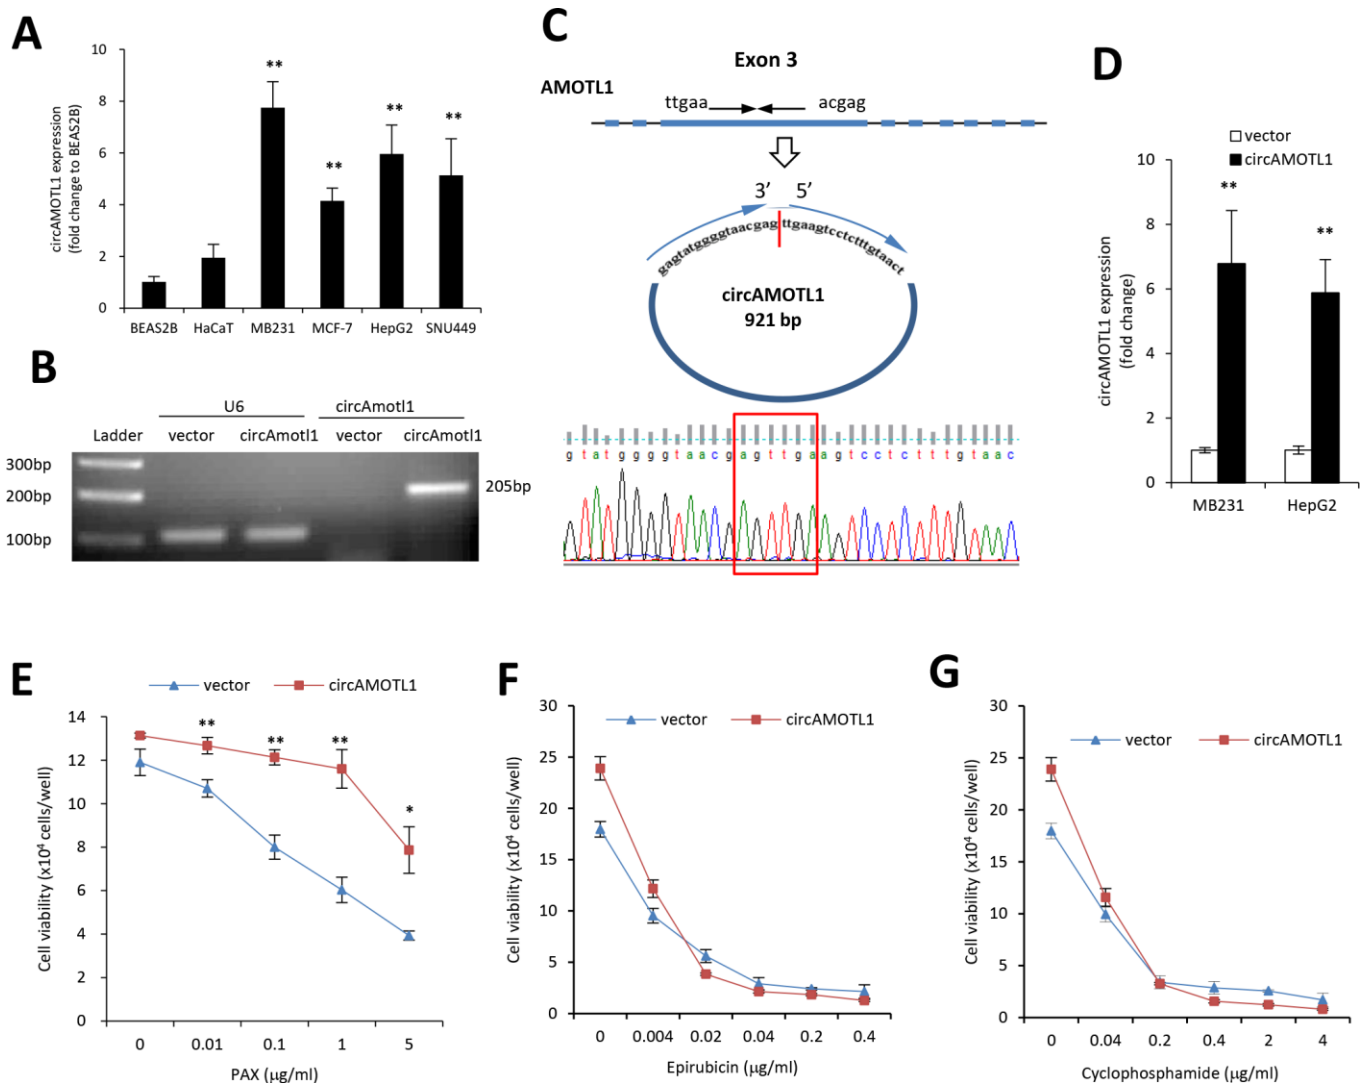 A
circAMOTL1 expression
(fold change to BEAS2B)
10
8
6
4
2
0
**
**
**
**
BEAS2B HaCaT MB231 MCF-7 HepG2 SNU449
B
U6 circAmotl1
Ladder vector circAmotl1 vector circAmotl1
300bp
200bp
100bp
205bp
C
Exon 3
AMOTL1
ttgaa acgag
3’ 5’
gagtatggggtaacgag ttgaagtcctctttgtaact
circAMOTL1
921 bp
g t a t g g g g t a a c g a g t t g a a g t c c t c t t t g t a a c
D
vector
circAMOTL1
circAMOTL1 expression
(fold change)
10
8
6
4
2
0
**
**
MB231 HepG2
E
vector circAMOTL1
Cell viability (x10⁴ cells/well)
14
12
10
8
6
4
2
0
**
**
**
*
0 0.01 0.1 1 5
PAX (µg/ml)
F
vector circAMOTL1
Cell viability (x10⁴ cells/well)
30
25
20
15
10
5
0
0 0.004 0.02 0.04 0.2 0.4
Epirubicin (µg/ml)
G
vector circAMOTL1
Cell viability (x10⁴ cells/well)
30
25
20
15
10
5
0
0 0.04 0.2 0.4 2 4
Cyclophosphamide (µg/ml)